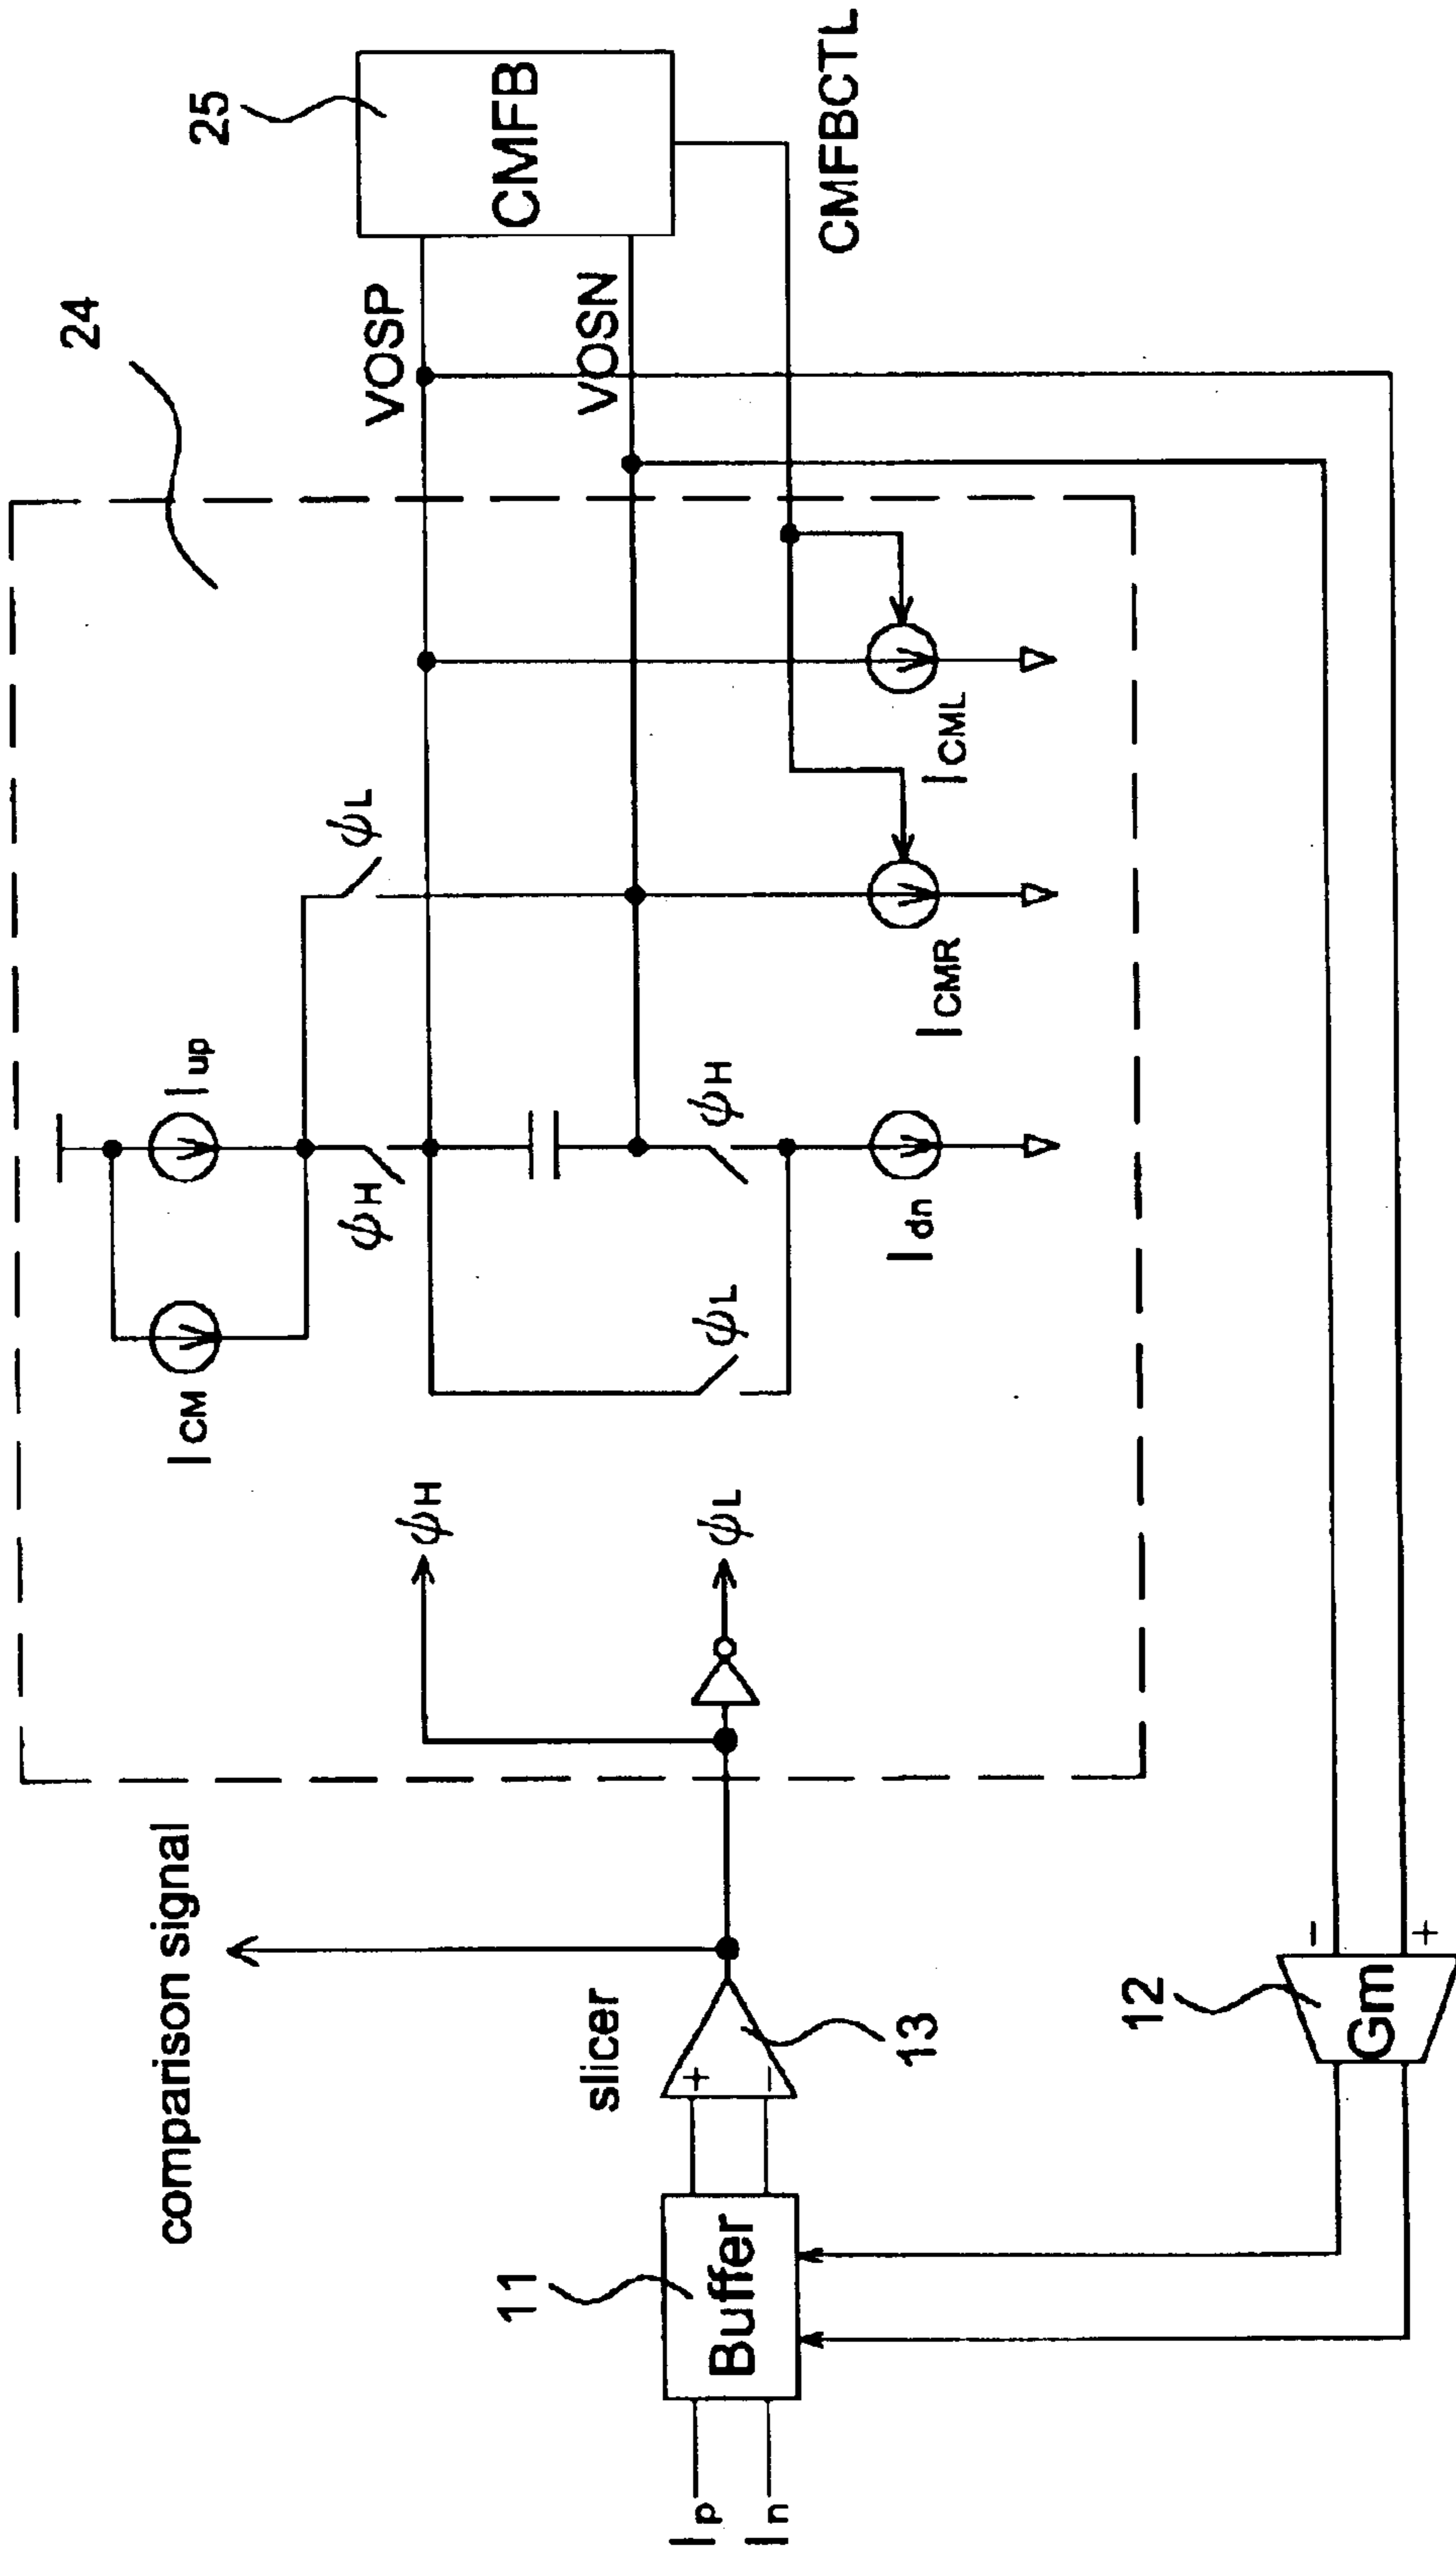 24
25
CMFB
VOSP
VOSN
CMFBCTL
ICM
Iup
φH
φL
φL
φH
Idn
ICMR
ICML
φH
φL
comparison signal
slicer
+
−
13
11
Buffer
Ip
In
12
Gm
−
+